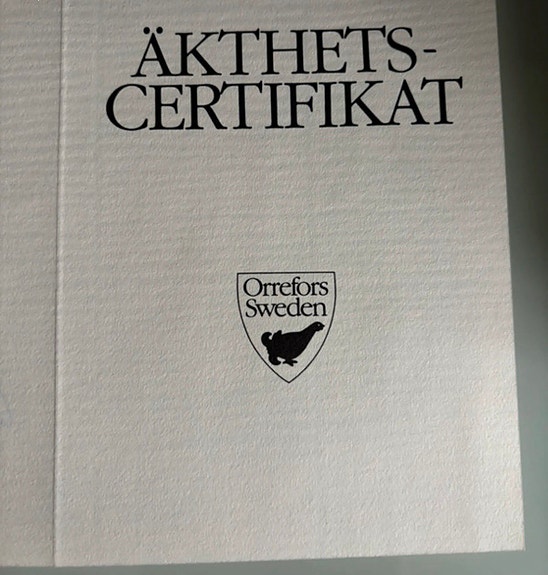 ÄKTHETS-
CERTIFIKAT
Orrefors
Sweden